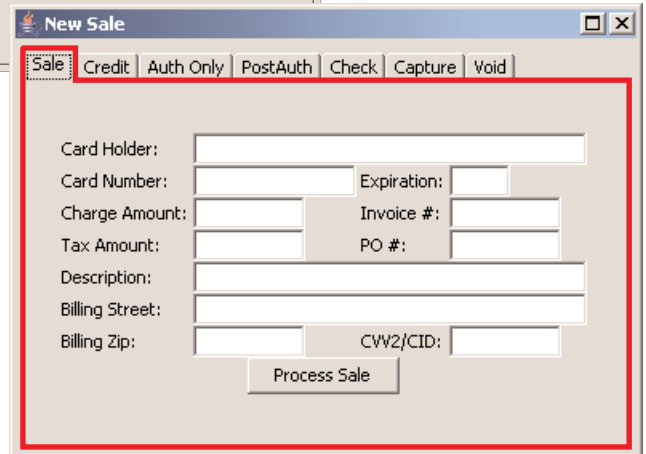 New Sale
Sale Credit Auth Only PostAuth Check Capture Void
Card Holder:
Card Number: Expiration:
Charge Amount: Invoice #:
Tax Amount: PO #:
Description:
Billing Street:
Billing Zip: CVV2/CID:
Process Sale